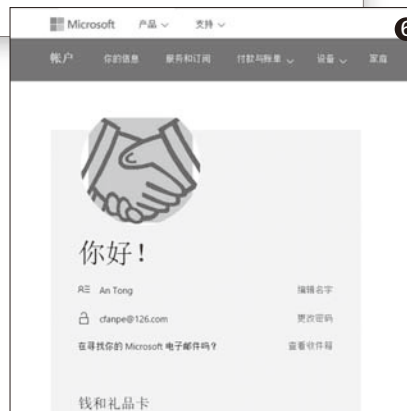 Microsoft 产品 支持
6
帐户 你的信息 服务和订阅 付款与账单 设备 家庭
你好！
An Tong 编辑名字
cfanpe@126.com 更改密码
在寻找你的 Microsoft 电子邮件吗？ 查看收件箱
钱和礼品卡